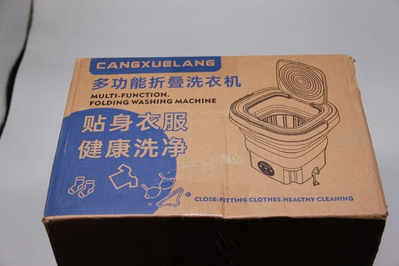 CANGXUELANG
多功能折叠洗衣机
MULTI-FUNCTION.
FOLDING WASHING MACHINE
贴身衣服
健康洗净
CLOSE-FITTING CLOTHES.HEALTHY CLEANING